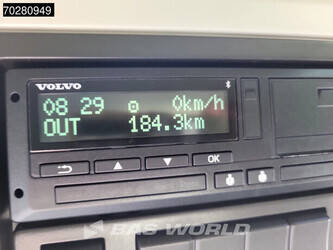 70280949
VOLVO
08 29 0km/h
OUT 184.3km
OK
BAS WORLD